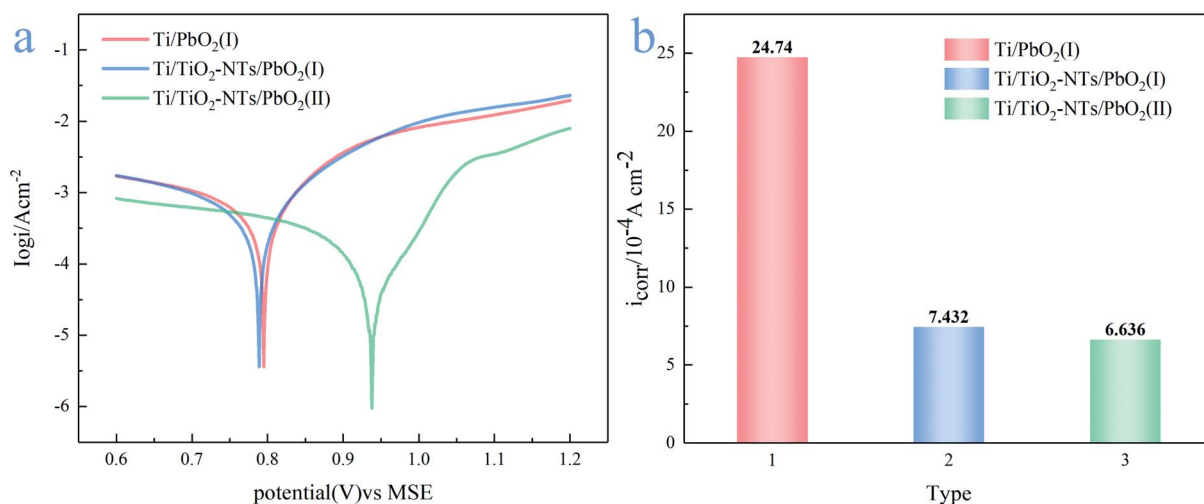 a
Ti/PbO₂(I)
Ti/TiO₂-NTs/PbO₂(I)
Ti/TiO₂-NTs/PbO₂(II)
-1
-2
-3
-4
-5
-6
logi/Acm⁻²
0.6 0.7 0.8 0.9 1.0 1.1 1.2
potential(V)vs MSE
b
Ti/PbO₂(I)
Ti/TiO₂-NTs/PbO₂(I)
Ti/TiO₂-NTs/PbO₂(II)
24.74
7.432
6.636
25
20
15
10
5
0
i_corr/10⁻⁴A cm⁻²
1 2 3
Type